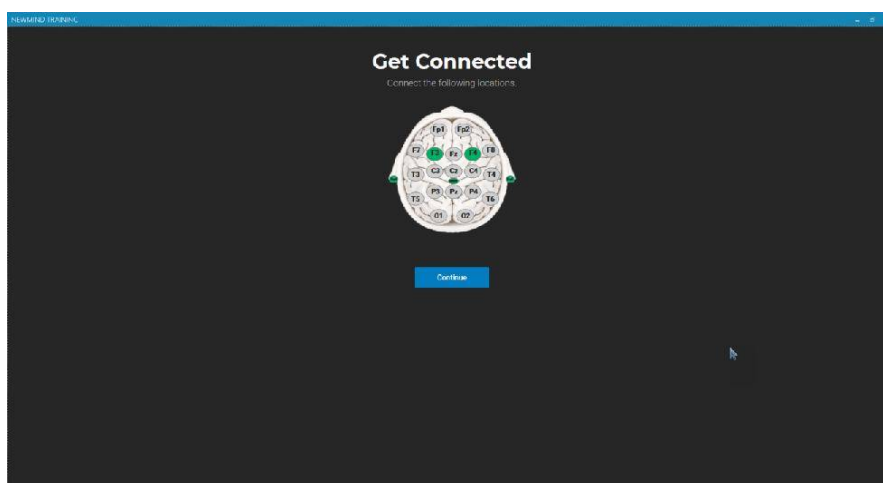 NEWMIND TRAINING
Get Connected
Connect the following locations.
Fp1 Fp2
F7 F3 Fz F4 F8
T3 C3 Cz C4 T4
T5 P3 Pz P4 T6
O1 O2
Continue